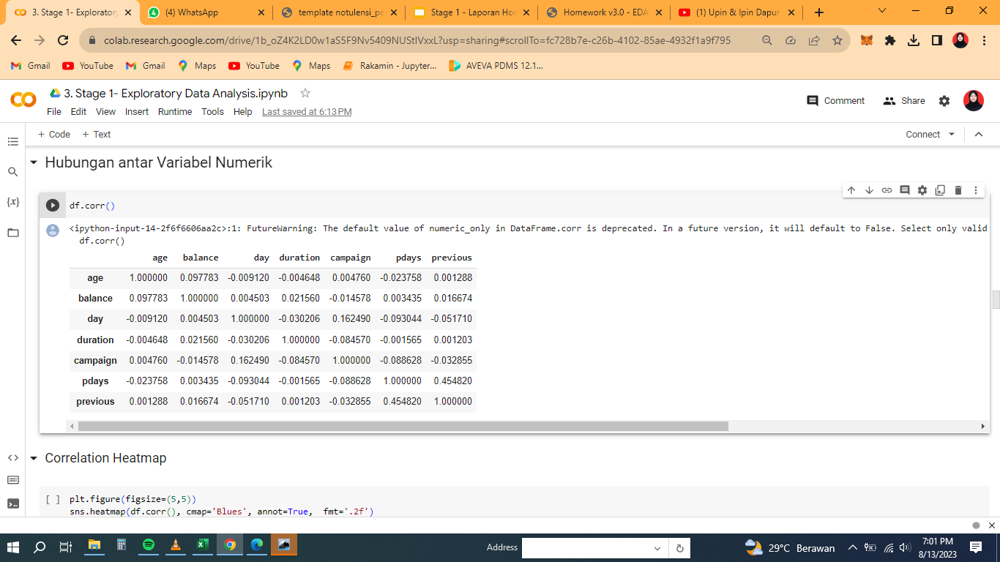 3. Stage 1- Exploratory
(4) WhatsApp
template notulensi_pe
Stage 1 - Laporan Hor
Homework v3.0 - EDA
(1) Upin & Ipin Dapur
colab.research.google.com/drive/1b_oZ4K2LD0w1aS5F9Nv5409NUStIVxxL?usp=sharing#scrollTo=fc728b7e-c26b-4102-85ae-4932f1a9f795
Gmail YouTube Gmail Maps YouTube Maps Rakamin - Jupyter... AVEVA PDMS 12.1...
3. Stage 1- Exploratory Data Analysis.ipynb
File Edit View Insert Runtime Tools Help Last saved at 6:13 PM
Comment Share
+ Code + Text
Connect
Hubungan antar Variabel Numerik
df.corr()
<ipython-input-14-2f6f6606aa2c>:1: FutureWarning: The default value of numeric_only in DataFrame.corr is deprecated. In a future version, it will default to False. Select only valid
df.corr()
age balance day duration campaign pdays previous
age 1.000000 0.097783 -0.009120 -0.004648 0.004760 -0.023758 0.001288
balance 0.097783 1.000000 0.004503 0.021560 -0.014578 0.003435 0.016674
day -0.009120 0.004503 1.000000 -0.030206 0.162490 -0.093044 -0.051710
duration -0.004648 0.021560 -0.030206 1.000000 -0.084570 -0.001565 0.001203
campaign 0.004760 -0.014578 0.162490 -0.084570 1.000000 -0.088628 -0.032855
pdays -0.023758 0.003435 -0.093044 -0.001565 -0.088628 1.000000 0.454820
previous 0.001288 0.016674 -0.051710 0.001203 -0.032855 0.454820 1.000000
Correlation Heatmap
[ ] plt.figure(figsize=(5,5))
sns.heatmap(df.corr(), cmap='Blues', annot=True, fmt='.2f')
Address
29°C Berawan
7:01 PM
8/13/2023